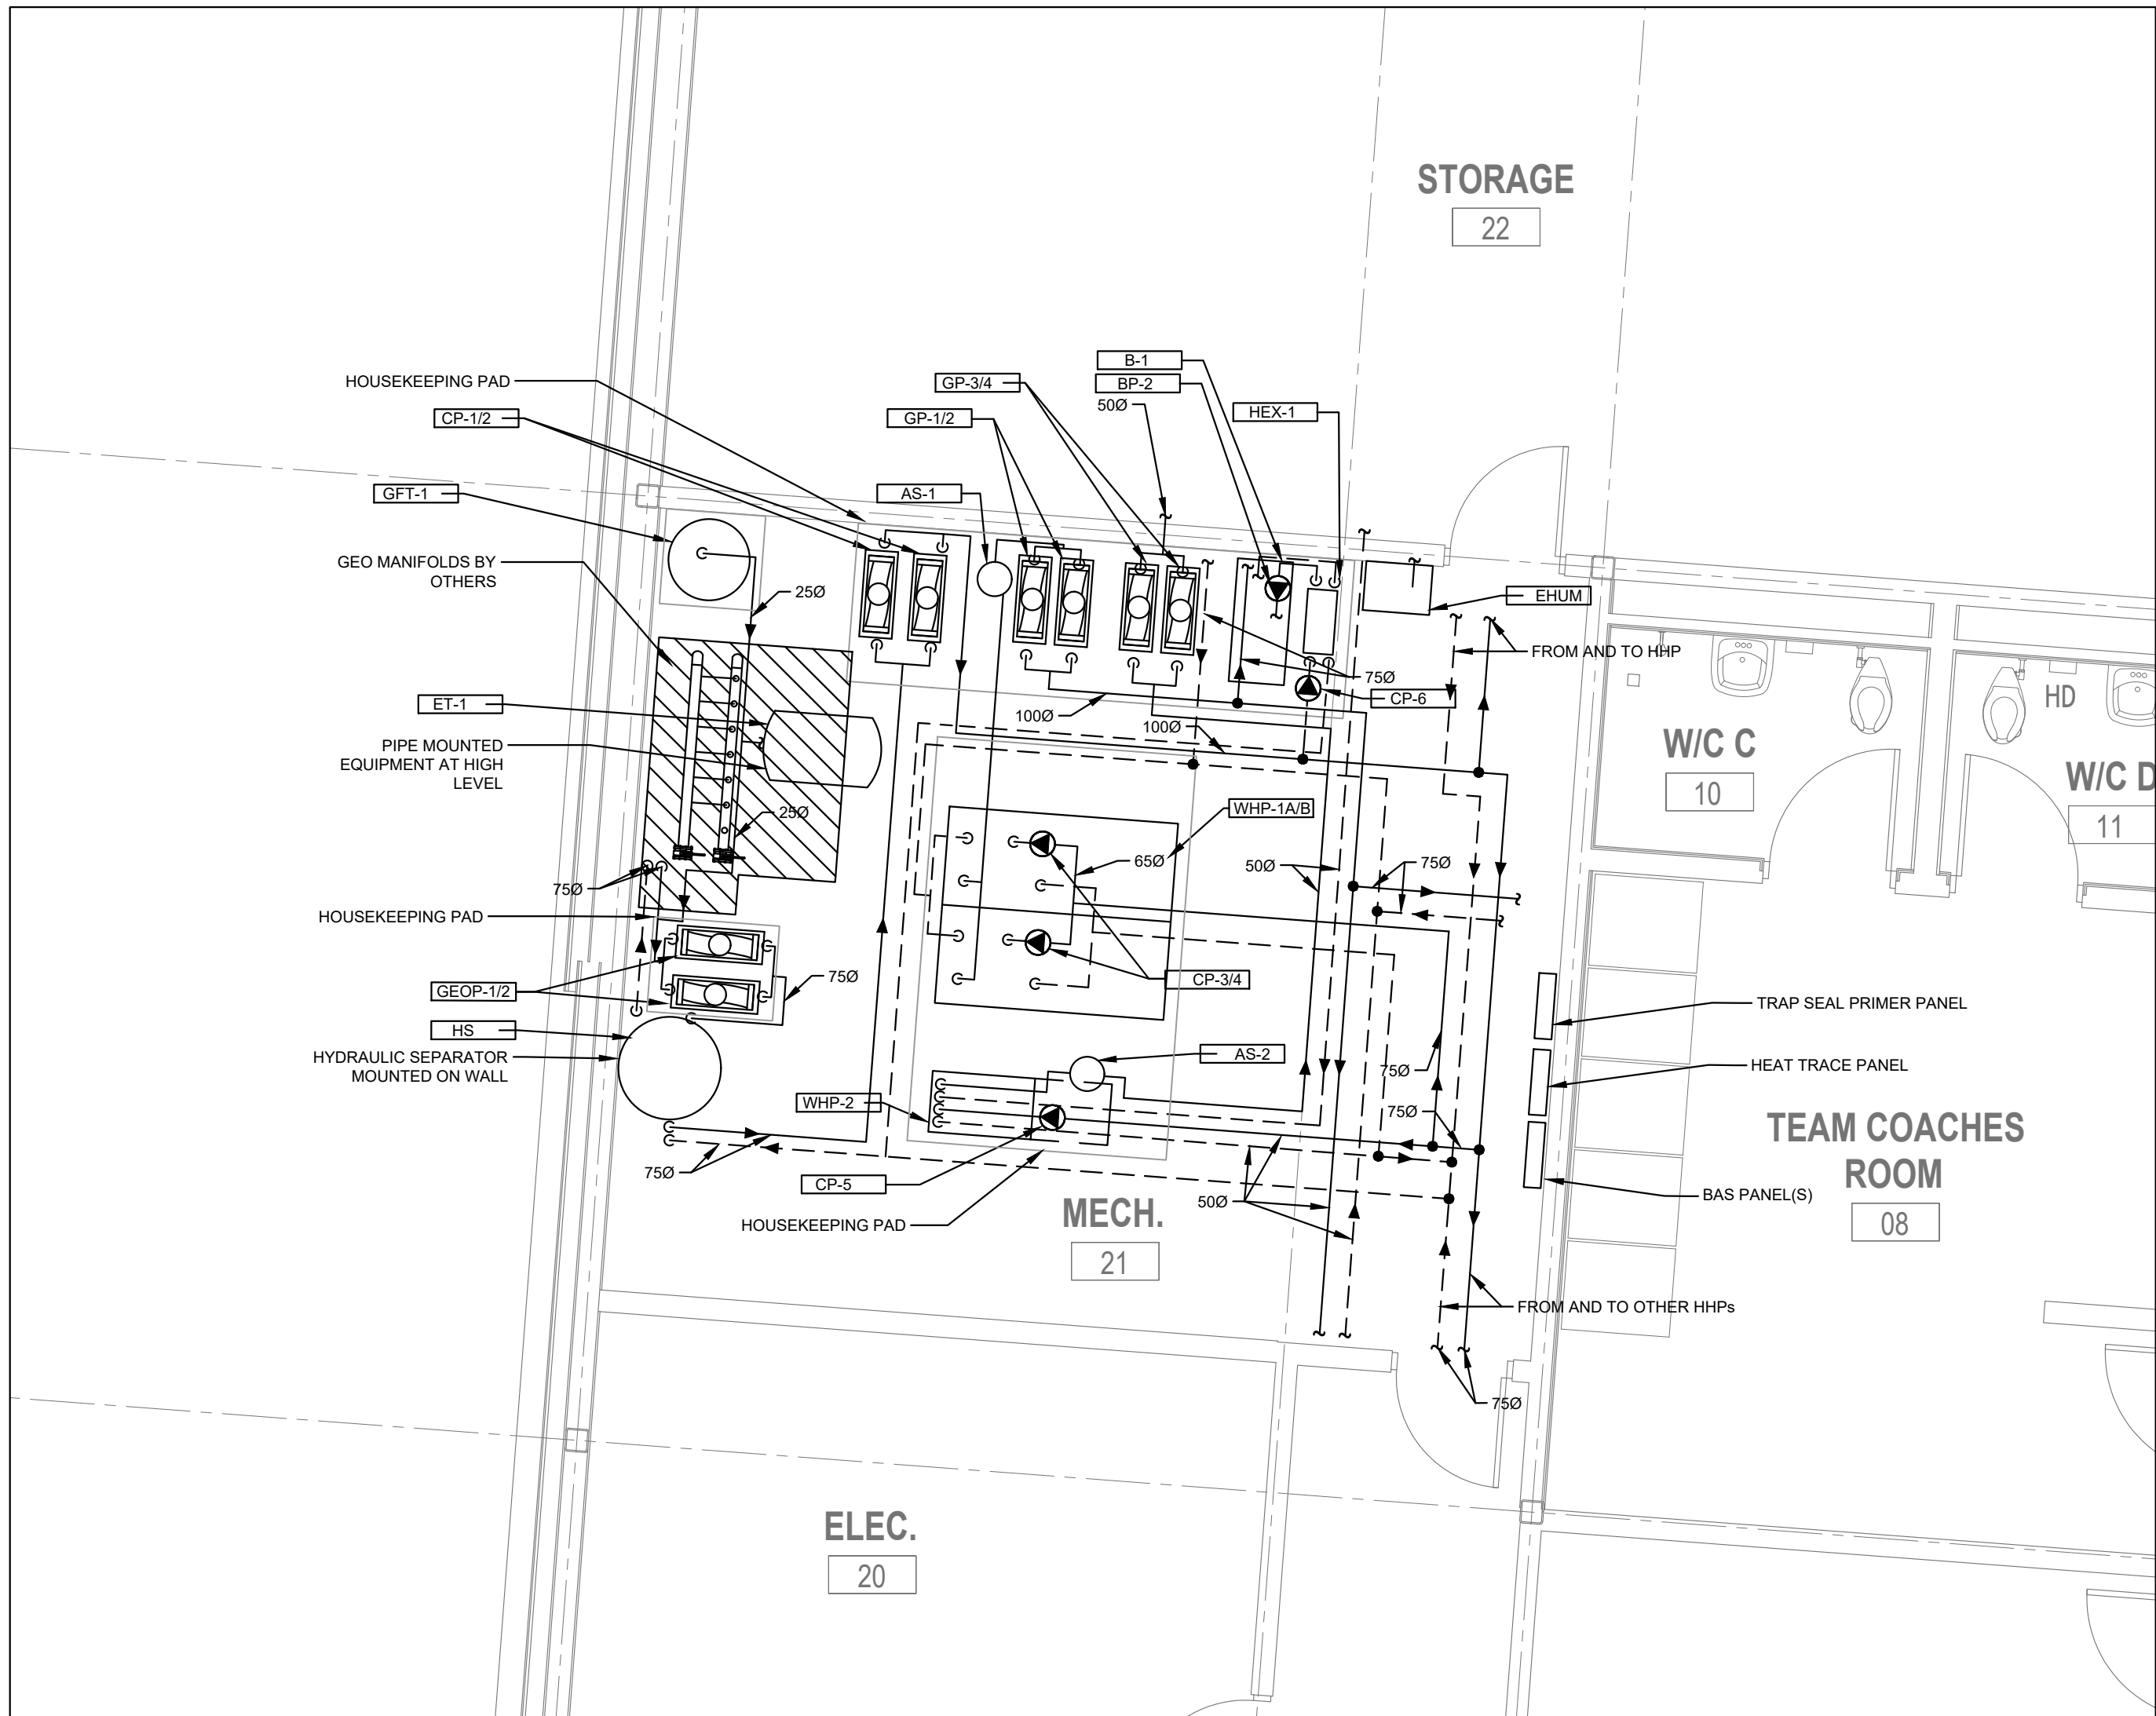 STORAGE
22
B-1
HOUSEKEEPING PAD
GP-3/4
BP-2
50Ø
HEX-1
CP-1/2
GP-1/2
GFT-1
AS-1
GEO MANIFOLDS BY
OTHERS
25Ø
EHUM
FROM AND TO HHP
75Ø
CP-6
HD
ET-1
100Ø
100Ø
PIPE MOUNTED
EQUIPMENT AT HIGH
LEVEL
W/C C
10
W/C D
11
25Ø
WHP-1A/B
65Ø
50Ø
75Ø
75Ø
HOUSEKEEPING PAD
75Ø
CP-3/4
GEOP-1/2
TRAP SEAL PRIMER PANEL
HS
HYDRAULIC SEPARATOR
MOUNTED ON WALL
AS-2
75Ø
HEAT TRACE PANEL
WHP-2
75Ø
TEAM COACHES
ROOM
08
75Ø
CP-5
50Ø
BAS PANEL(S)
HOUSEKEEPING PAD
MECH.
21
FROM AND TO OTHER HHPs
75Ø
ELEC.
20